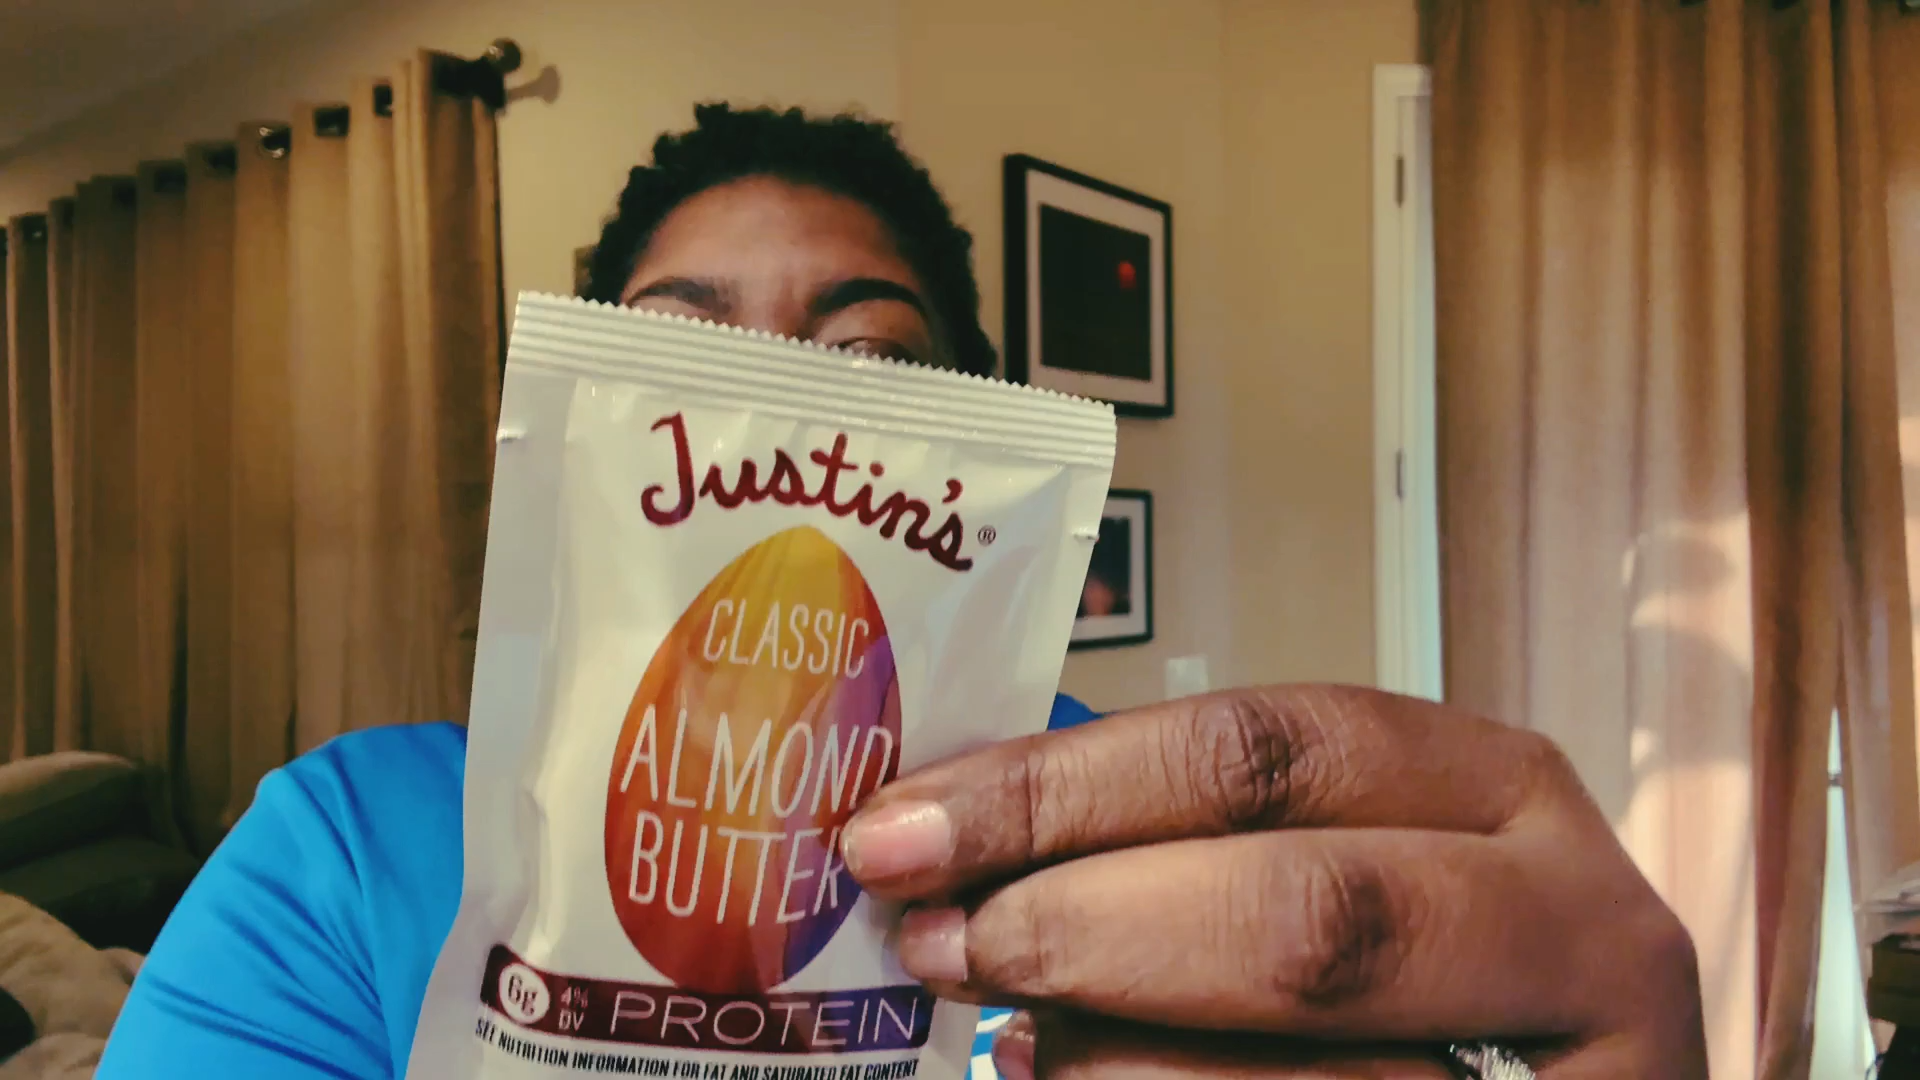 Justin's®
CLASSIC
ALMOND
BUTTER
6g 4% DV PROTEIN
SEE NUTRITION INFORMATION FOR FAT AND SATURATED FAT CONTENT